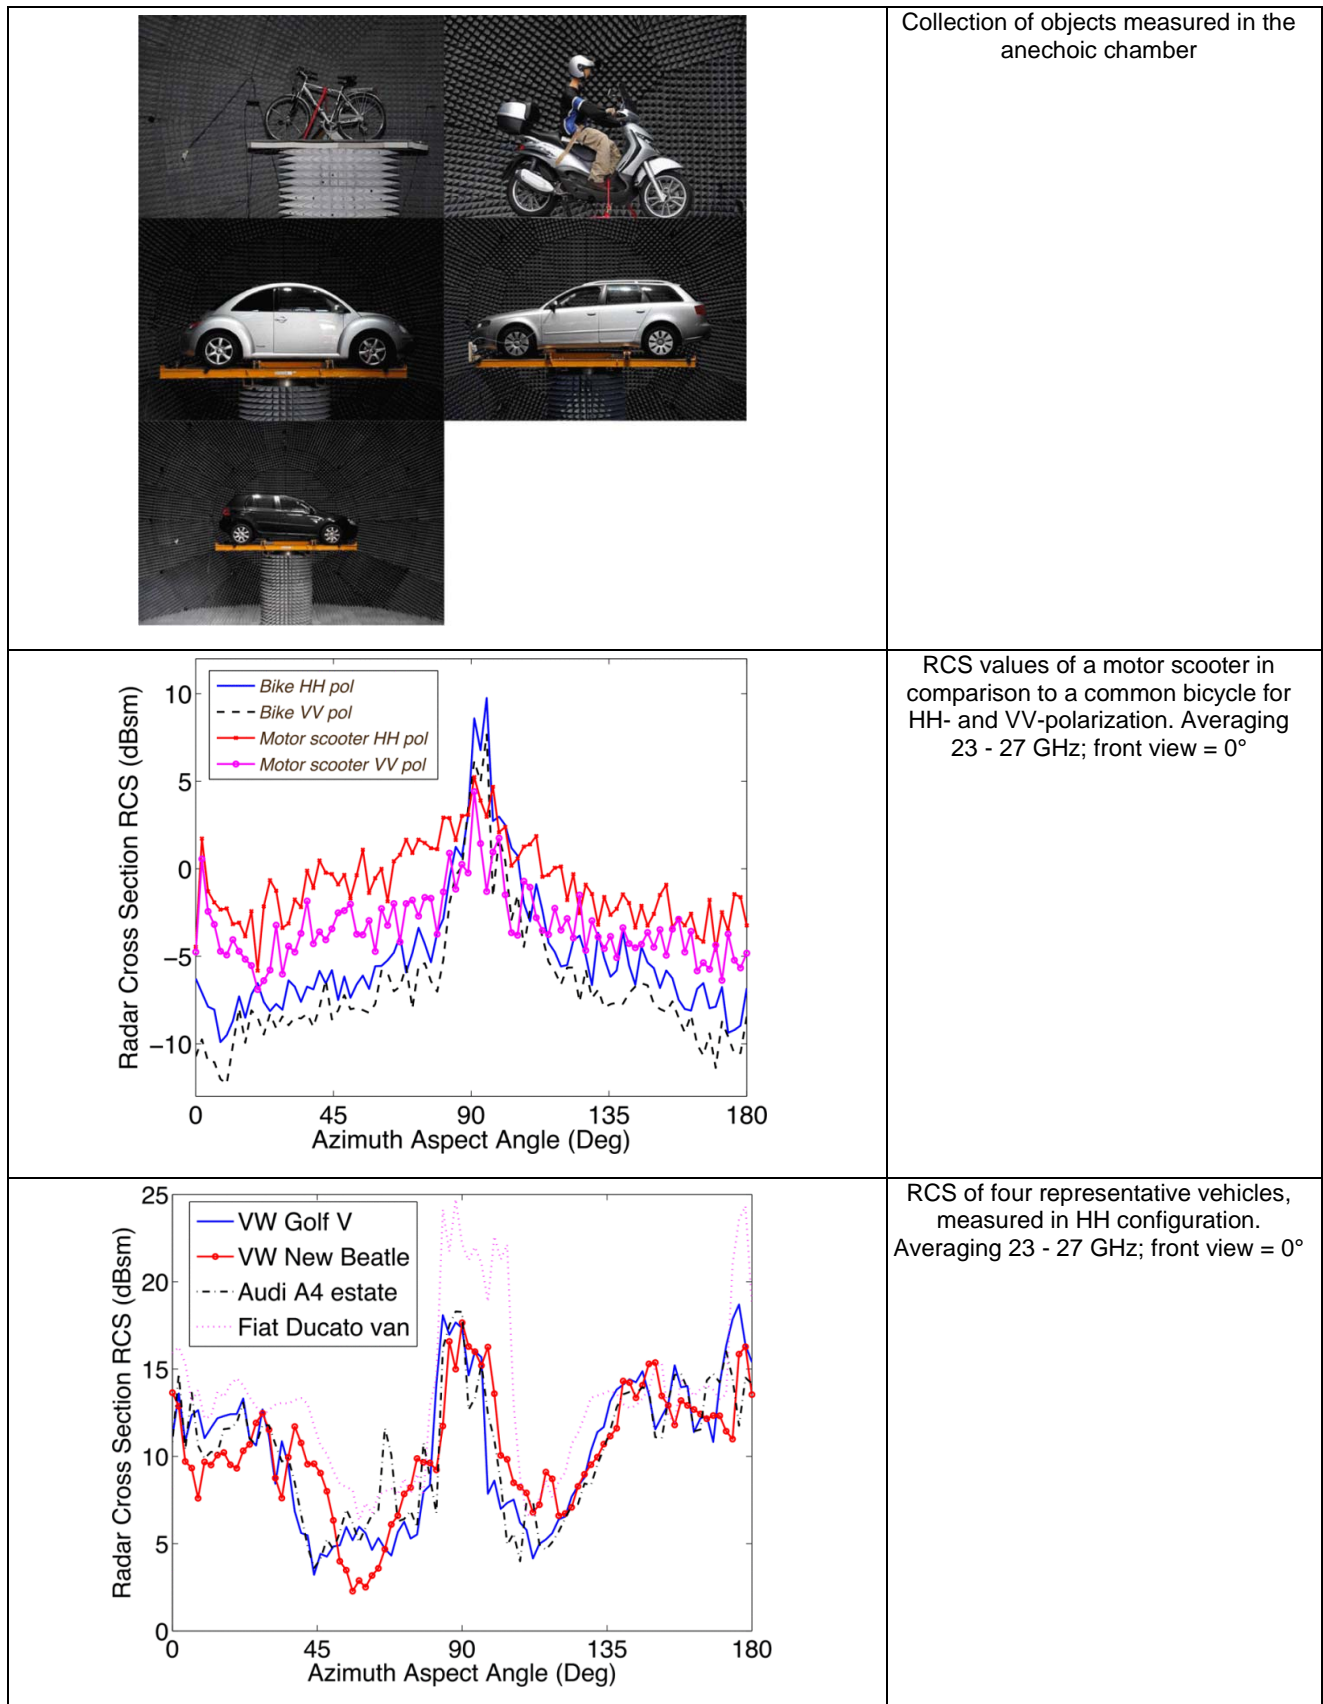 Collection of objects measured in the
anechoic chamber
10
5
0
−5
−10
Radar Cross Section RCS (dBsm)
Bike HH pol
Bike VV pol
Motor scooter HH pol
Motor scooter VV pol
0
45
90
135
180
Azimuth Aspect Angle (Deg)
RCS values of a motor scooter in
comparison to a common bicycle for
HH- and VV-polarization. Averaging
23 - 27 GHz; front view = 0°
25
20
15
10
5
0
Radar Cross Section RCS (dBsm)
VW Golf V
VW New Beatle
Audi A4 estate
Fiat Ducato van
0
45
90
135
180
Azimuth Aspect Angle (Deg)
RCS of four representative vehicles,
measured in HH configuration.
Averaging 23 - 27 GHz; front view = 0°